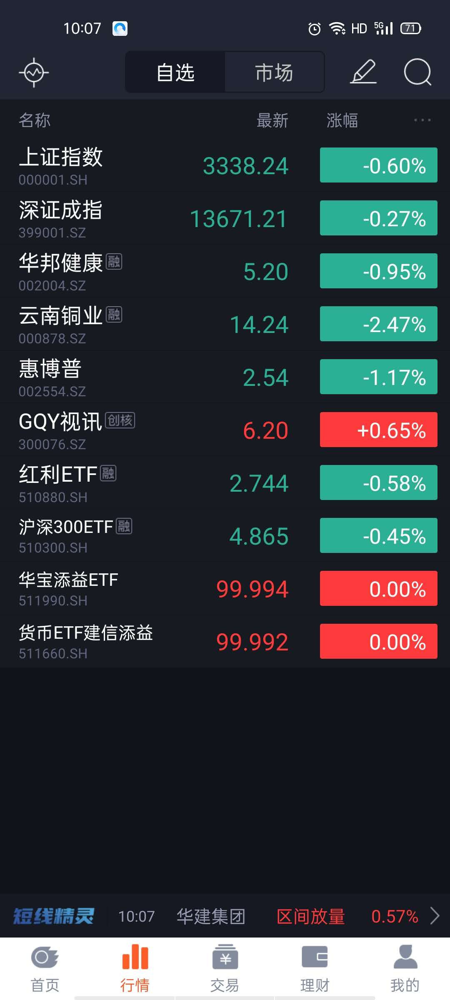 10:07 HD 5G 71
自选 市场
名称 最新 涨幅 ···
上证指数 3338.24 -0.60%
000001.SH
深证成指 13671.21 -0.27%
399001.SZ
华邦健康 融 5.20 -0.95%
002004.SZ
云南铜业 融 14.24 -2.47%
000878.SZ
惠博普 2.54 -1.17%
002554.SZ
GQY视讯 创核 6.20 +0.65%
300076.SZ
红利ETF 融 2.744 -0.58%
510880.SH
沪深300ETF 融 4.865 -0.45%
510300.SH
华宝添益ETF 99.994 0.00%
511990.SH
货币ETF建信添益 99.992 0.00%
511660.SH
短线精灵 10:07 华建集团 区间放量 0.57%
首页 行情 交易 理财 我的